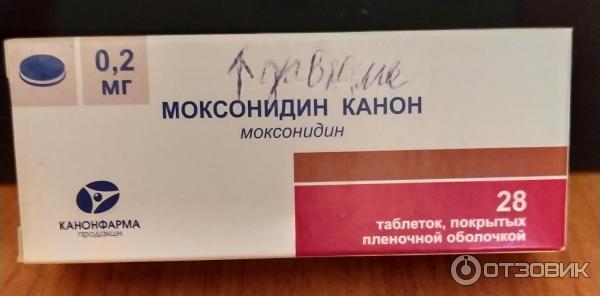 0,2
мг
МОКСОНИДИН КАНОН
моксонидин
КАНОНФАРМА
продакшн
28
таблеток, покрытых
пленочной оболочкой
ОТЗОВИК